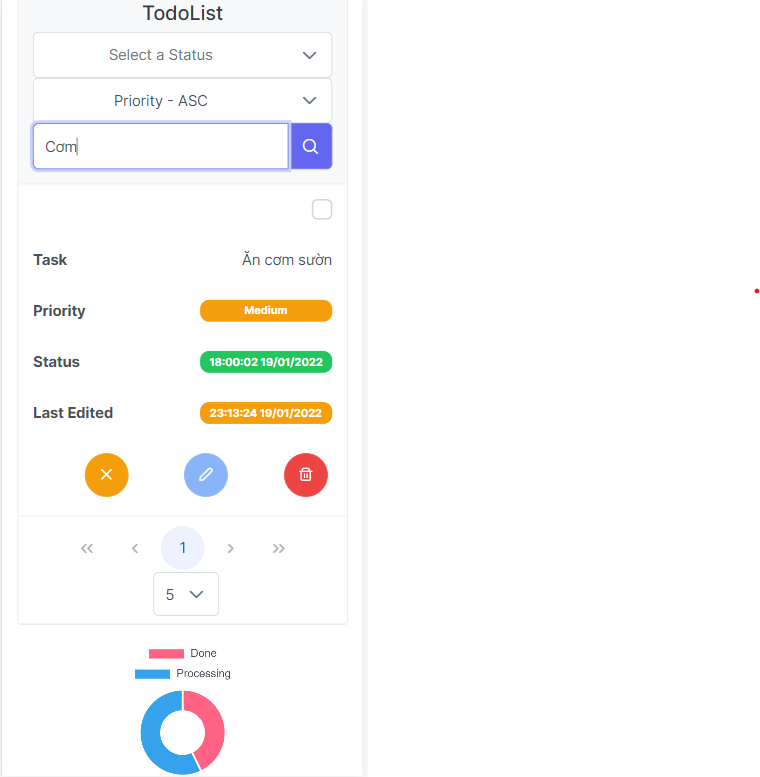 TodoList
Select a Status
Priority - ASC
Cơm
Task Ăn cơm sườn
Priority Medium
Status 18:00:02 19/01/2022
Last Edited 23:13:24 19/01/2022
1
5
Done
Processing